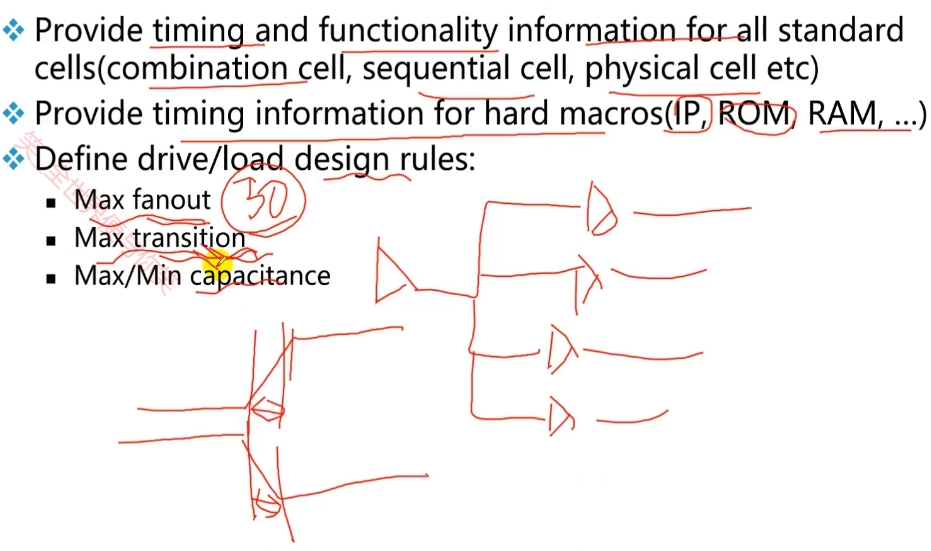 Provide timing and functionality information for all standard
cells(combination cell, sequential cell, physical cell etc)
Provide timing information for hard macros(IP, ROM, RAM, ...)
Define drive/load design rules:
Max fanout 30
Max transition
Max/Min capacitance